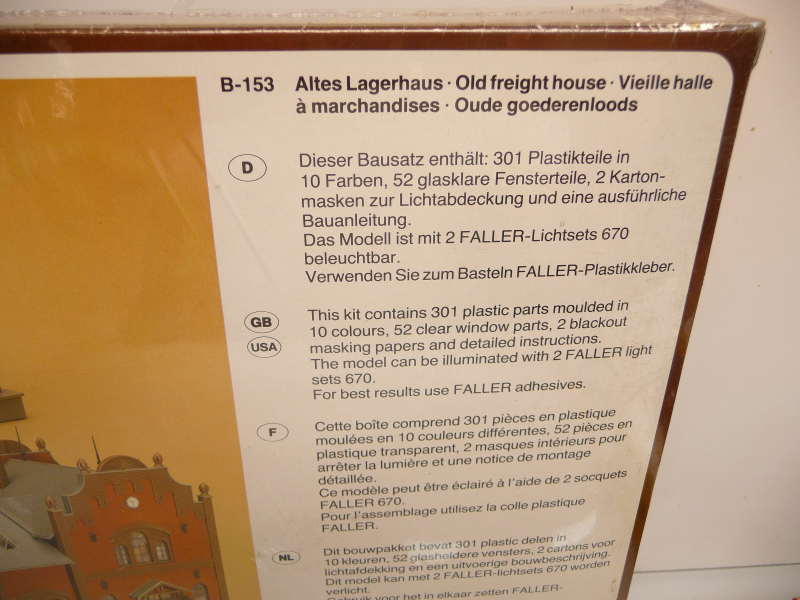 B-153 Altes Lagerhaus · Old freight house · Vieille halle
à marchandises · Oude goederenloods
D
Dieser Bausatz enthält: 301 Plastikteile in
10 Farben, 52 glasklare Fensterteile, 2 Karton-
masken zur Lichtabdeckung und eine ausführliche
Bauanleitung.
Das Modell ist mit 2 FALLER-Lichtsets 670
beleuchtbar.
Verwenden Sie zum Basteln FALLER-Plastikkleber.
GB
USA
This kit contains 301 plastic parts moulded in
10 colours, 52 clear window parts, 2 blackout
masking papers and detailed instructions.
The model can be illuminated with 2 FALLER light
sets 670.
For best results use FALLER adhesives.
F
Cette boîte comprend 301 pièces en plastique
moulées en 10 couleurs différentes, 52 pièces en
plastique transparent, 2 masques intérieurs pour
arrêter la lumière et une notice de montage
détaillée.
Ce modèle peut être éclairé à l'aide de 2 socquets
FALLER 670.
Pour l'assemblage utilisez la colle plastique
FALLER.
NL
Dit bouwpakket bevat 301 plastic delen in
10 kleuren, 52 glasheldere vensters, 2 cartons voor
lichtafdekking en een uitvoerige bouwbeschrijving.
Dit model kan met 2 FALLER-lichtsets 670 worden
verlicht.
Gebruik voor het in elkaar zetten FALLER-